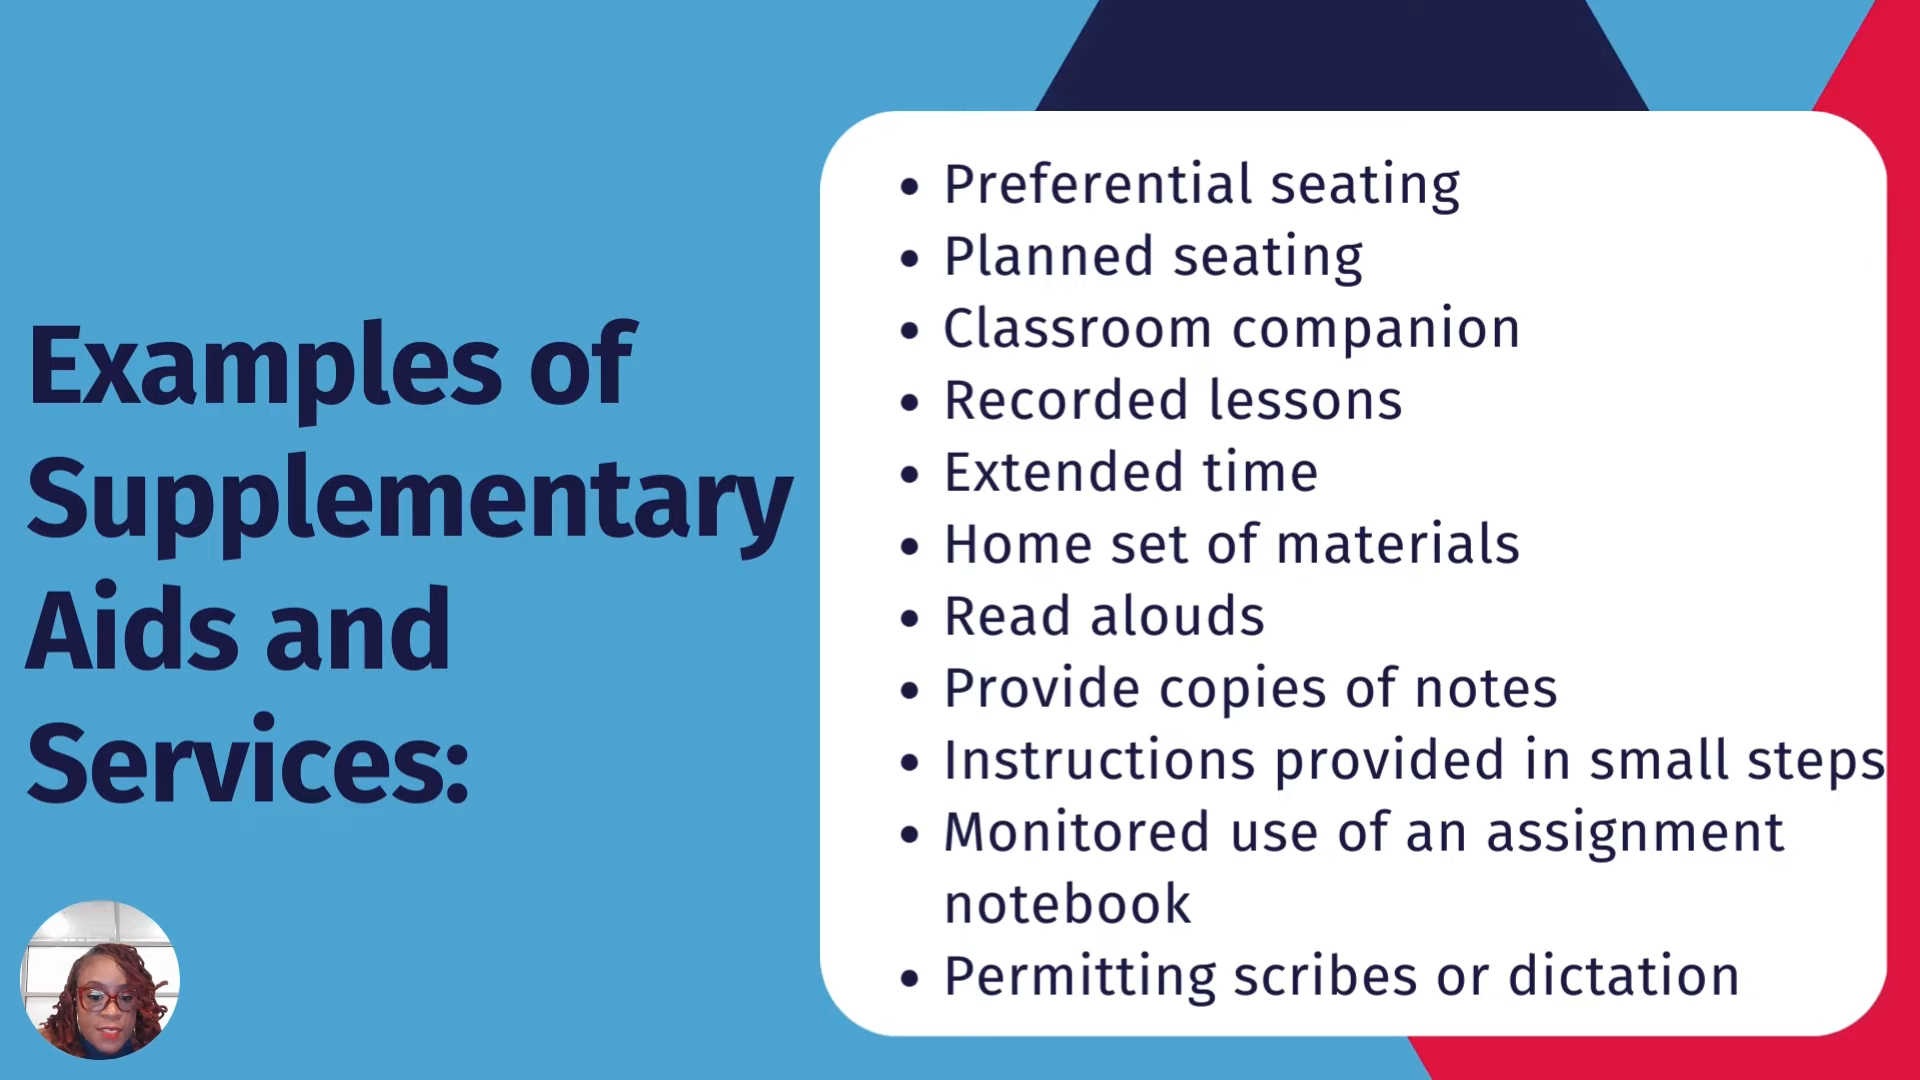 Examples of
Supplementary
Aids and
Services:
• Preferential seating
• Planned seating
• Classroom companion
• Recorded lessons
• Extended time
• Home set of materials
• Read alouds
• Provide copies of notes
• Instructions provided in small steps
• Monitored use of an assignment
notebook
• Permitting scribes or dictation